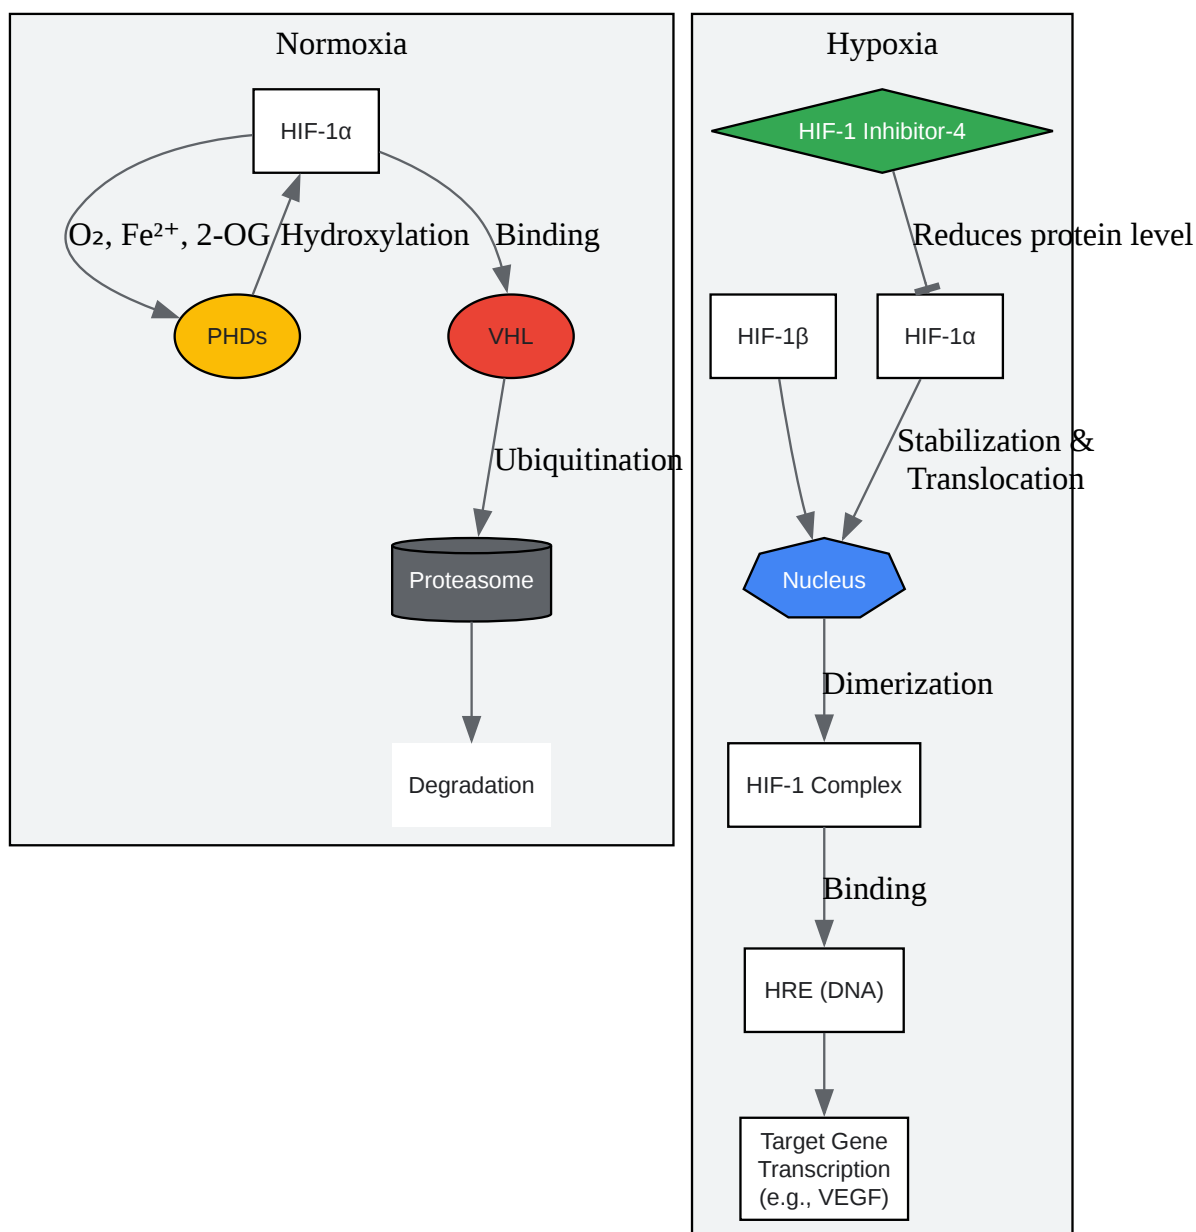 Normoxia
HIF-1α
O₂, Fe²⁺, 2-OG
Hydroxylation
Binding
PHDs
VHL
Ubiquitination
Proteasome
Degradation
Hypoxia
HIF-1 Inhibitor-4
Reduces protein level
HIF-1β
HIF-1α
Stabilization &
Translocation
Nucleus
Dimerization
HIF-1 Complex
Binding
HRE (DNA)
Target Gene
Transcription
(e.g., VEGF)